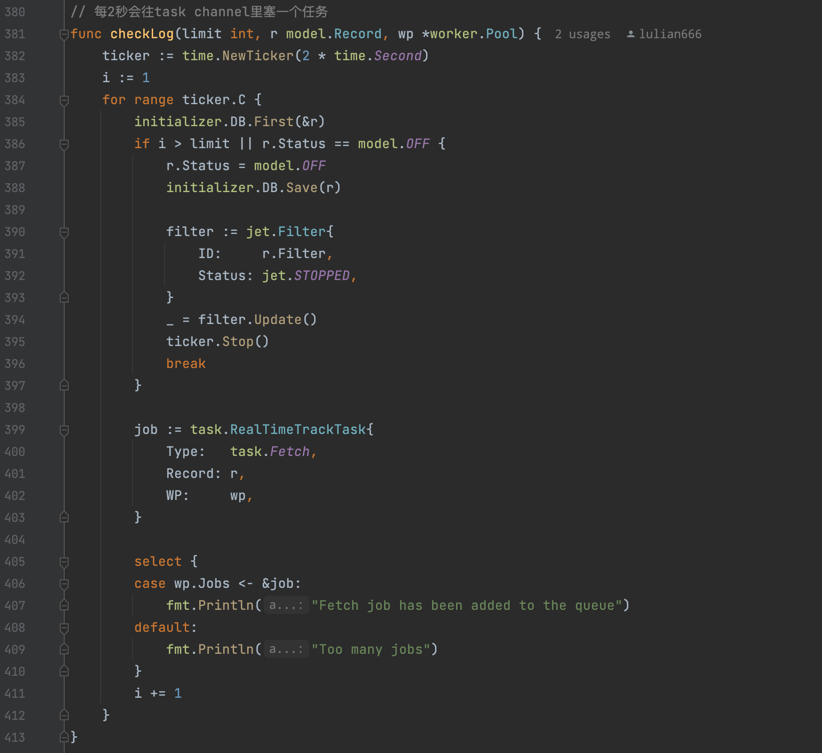 380 // 每2秒会往task channel里塞一个任务
381 func checkLog(limit int, r model.Record, wp *worker.Pool) { 2 usages lulian666
382     ticker := time.NewTicker(2 * time.Second)
383     i := 1
384     for range ticker.C {
385         initializer.DB.First(&r)
386         if i > limit || r.Status == model.OFF {
387             r.Status = model.OFF
388             initializer.DB.Save(r)
389
390             filter := jet.Filter{
391                 ID:     r.Filter,
392                 Status: jet.STOPPED,
393             }
394             _ = filter.Update()
395             ticker.Stop()
396             break
397         }
398
399         job := task.RealTimeTrackTask{
400             Type:   task.Fetch,
401             Record: r,
402             WP:     wp,
403         }
404
405         select {
406         case wp.Jobs <- &job:
407             fmt.Println( a...: "Fetch job has been added to the queue")
408         default:
409             fmt.Println( a...: "Too many jobs")
410         }
411         i += 1
412     }
413 }